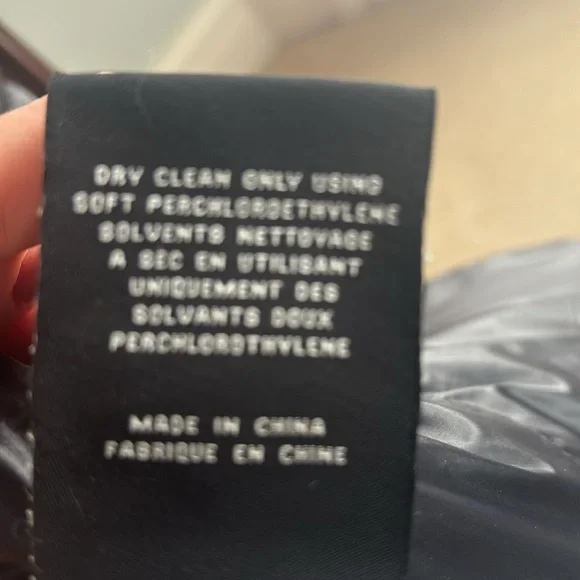 DRY CLEAN ONLY USING
SOFT PERCHLOROETHYLENE
SOLVENTS NETTOYAGE
A SEC EN UTILISANT
UNIQUEMENT DES
SOLVANTS DOUX
PERCHLOROTHYLENE
MADE IN CHINA
FABRIQUE EN CHINE